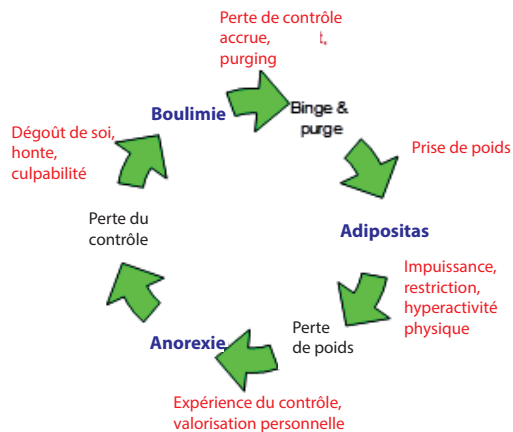 Perte de contrôle
accrue,
purging
Boulimie
Binge &
purge
Dégoût de soi,
honte,
culpabilité
Prise de poids
Perte du
contrôle
Adipositas
Impuissance,
restriction,
hyperactivité
physique
Anorexie
Perte
de poids
Expérience du contrôle,
valorisation personnelle